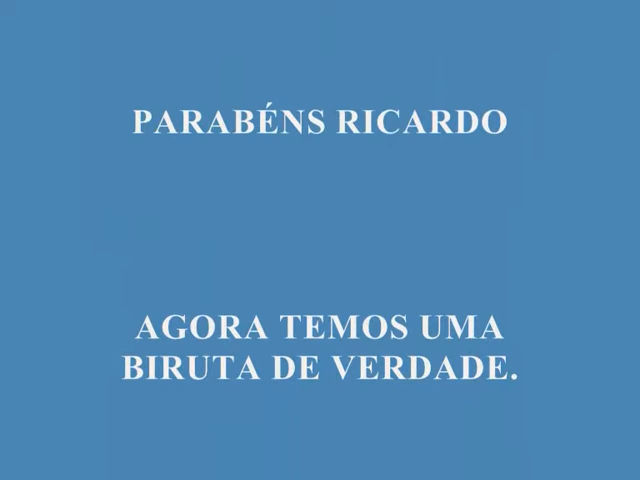 PARABÉNS RICARDO
AGORA TEMOS UMA
BIRUTA DE VERDADE.